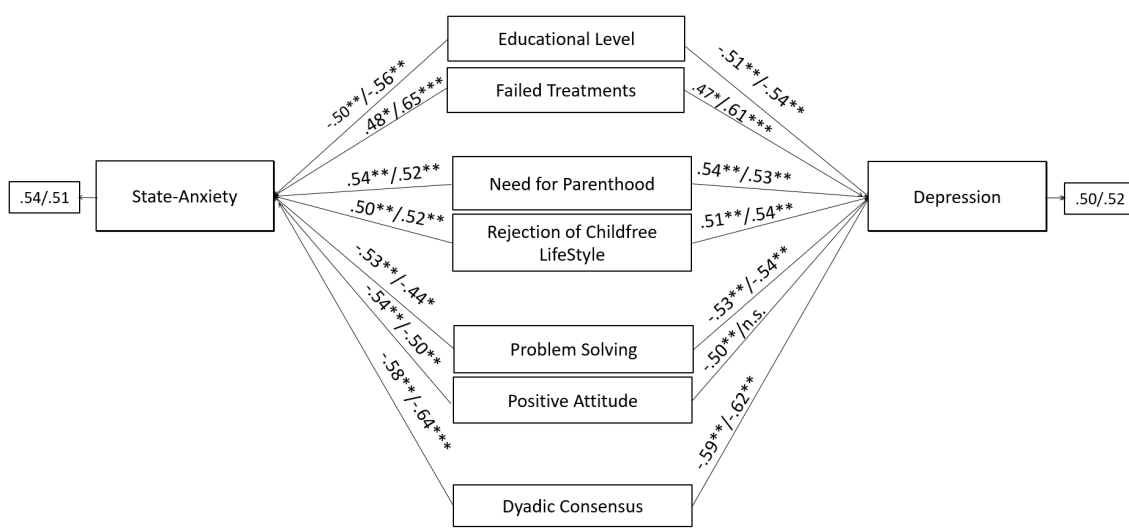 Educational Level
-.50**/-.56**
-.51**/-.54**
Failed Treatments
.48*/.65***
.47*/.61***
.54/.51
State-Anxiety
.54**/.52**
Need for Parenthood
.54**/.53**
Depression
.50/.52
.50**/.52**
Rejection of Childfree
LifeStyle
.51**/.54**
-.53**/-.44*
Problem Solving
-.53**/-.54**
-.54**/-.50**
Positive Attitude
-.50**/n.s.
-.58**/-.64***
Dyadic Consensus
-.59**/-.62**